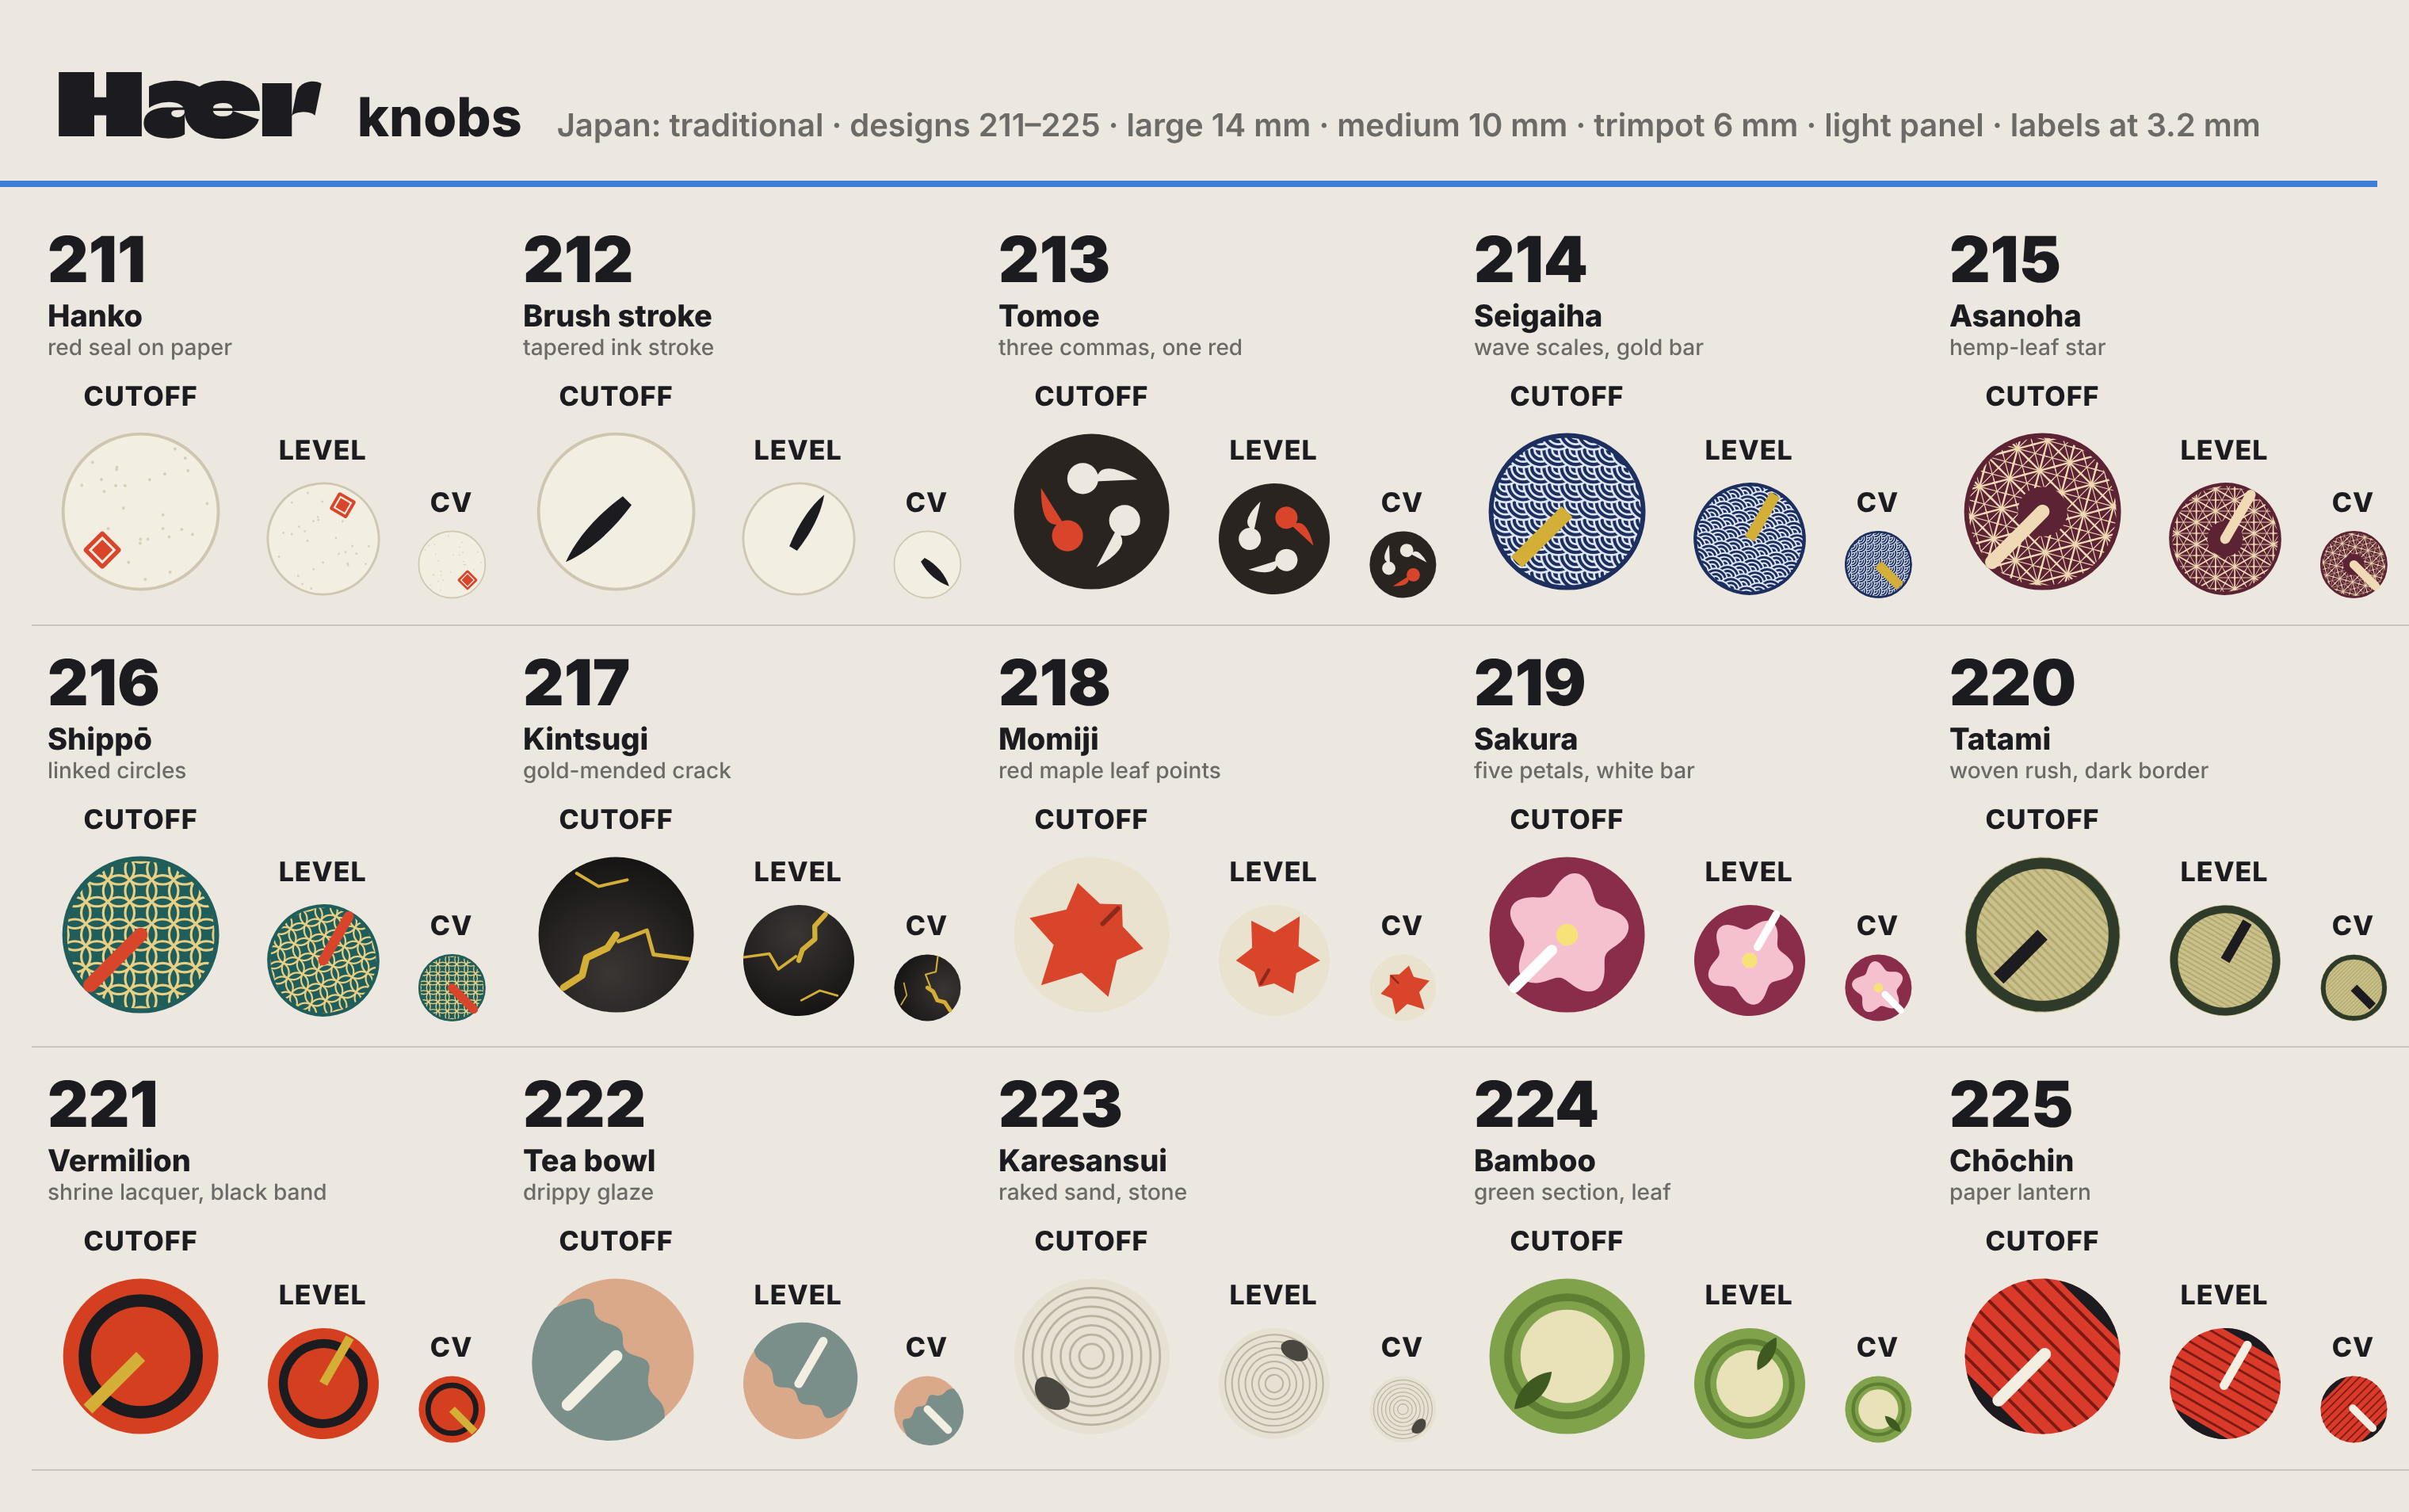 Hær knobs Japan: traditional · designs 211–225 · large 14 mm · medium 10 mm · trimpot 6 mm · light panel · labels at 3.2 mm
211
Hanko
red seal on paper
CUTOFF
LEVEL
CV
212
Brush stroke
tapered ink stroke
CUTOFF
LEVEL
CV
213
Tomoe
three commas, one red
CUTOFF
LEVEL
CV
214
Seigaiha
wave scales, gold bar
CUTOFF
LEVEL
CV
215
Asanoha
hemp-leaf star
CUTOFF
LEVEL
CV
216
Shippō
linked circles
CUTOFF
LEVEL
CV
217
Kintsugi
gold-mended crack
CUTOFF
LEVEL
CV
218
Momiji
red maple leaf points
CUTOFF
LEVEL
CV
219
Sakura
five petals, white bar
CUTOFF
LEVEL
CV
220
Tatami
woven rush, dark border
CUTOFF
LEVEL
CV
221
Vermilion
shrine lacquer, black band
CUTOFF
LEVEL
CV
222
Tea bowl
drippy glaze
CUTOFF
LEVEL
CV
223
Karesansui
raked sand, stone
CUTOFF
LEVEL
CV
224
Bamboo
green section, leaf
CUTOFF
LEVEL
CV
225
Chōchin
paper lantern
CUTOFF
LEVEL
CV